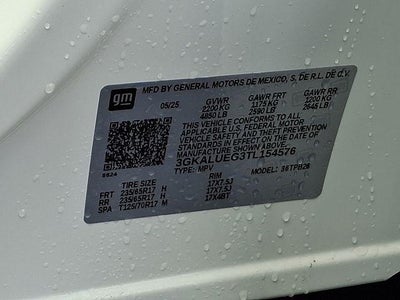 gm
MFD BY GENERAL MOTORS DE MEXICO, S. DE R.L. DE C.V.
05/25 GVWR GAWR FRT GAWR RR
2200 KG 1175 KG 1200 KG
4850 LB 2590 LB 2645 LB
THIS VEHICLE CONFORMS TO ALL
APPLICABLE U.S. FEDERAL MOTOR
VEHICLE SAFETY, BUMPER, AND THEFT
PREVENTION STANDARDS IN EFFECT ON
THE DATE OF MANUFACTURE SHOWN ABOVE.
3GKALUEG3TL154576
TYPE: MPV MODEL: 36TPB26
TIRE SIZE RIM
FRT 235/65R17 H 17X7.5J
RR 235/65R17 H 17X7.5J
SPA T125/70R17 M 17X4BT